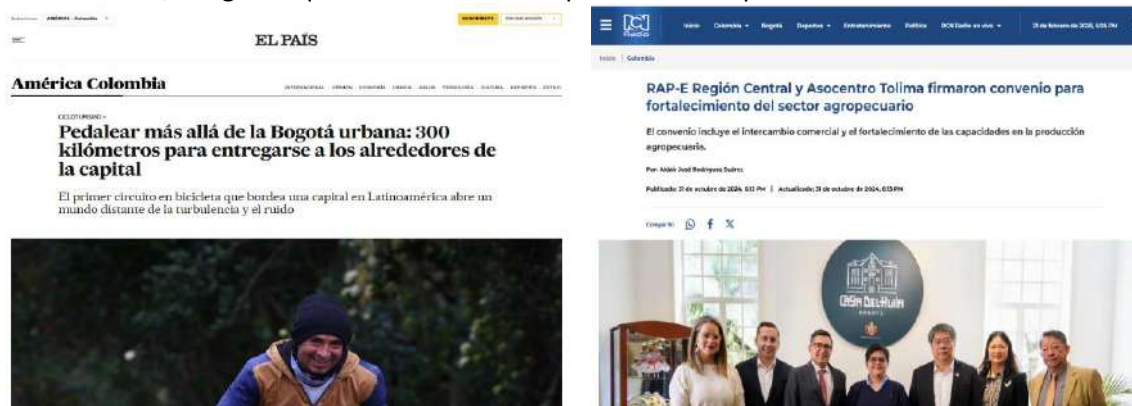 EL PAÍS
América Colombia
CICLOTURISMO
Pedalear más allá de la Bogotá urbana: 300
kilómetros para entregarse a los alrededores de
la capital
El primer circuito en bicicleta que bordea una capital en Latinoamérica abre un
mundo distante de la turbulencia y el ruido
RCN
Radio
Inicio Colombia Bogotá Deportes Entretenimiento Política RCN Radio en vivo
Inicio | Colombia
RAP-E Región Central y Asocentro Tolima firmaron convenio para
fortalecimiento del sector agropecuario
El convenio incluye el intercambio comercial y el fortalecimiento de las capacidades en la producción
agropecuaria.
Publicado: 31 de octubre de 2024, 6:13 PM | Actualizado: 31 de octubre de 2024, 6:13 PM
Compartir
CASA DEL HUILA
BOGOTÁ